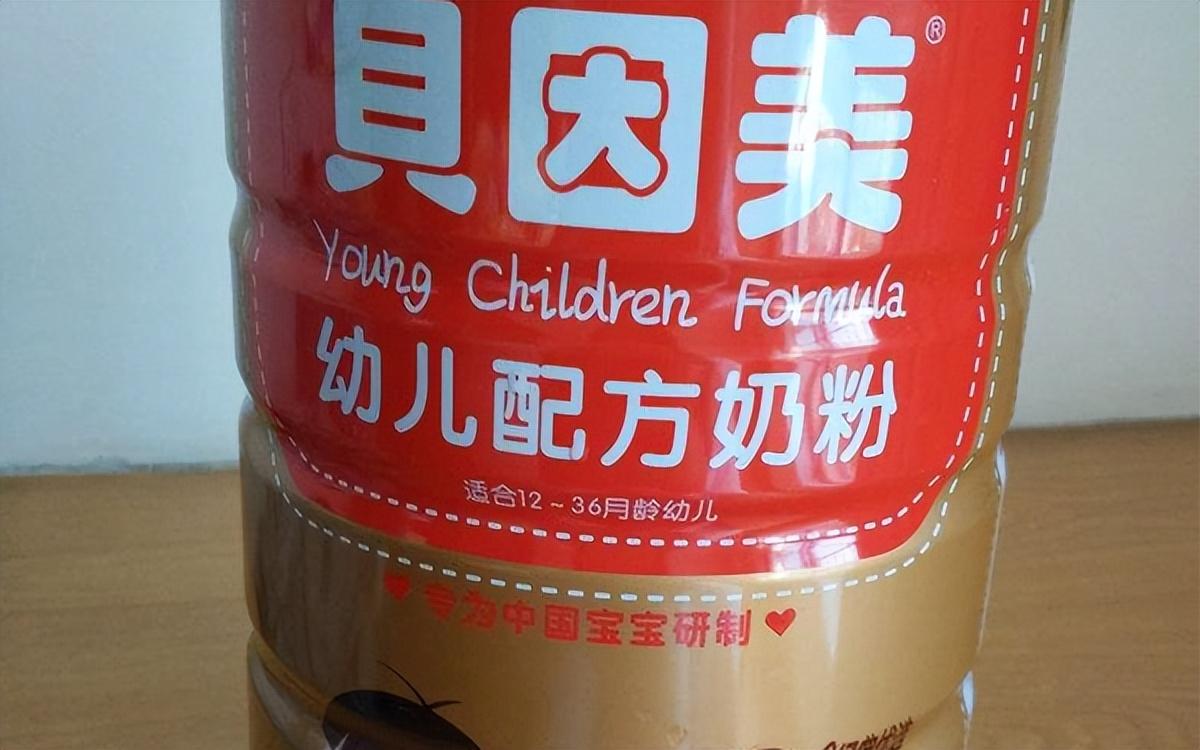 貝因美®
Young Children Formula
幼儿配方奶粉
适合12~36月龄幼儿
专为中国宝宝研制